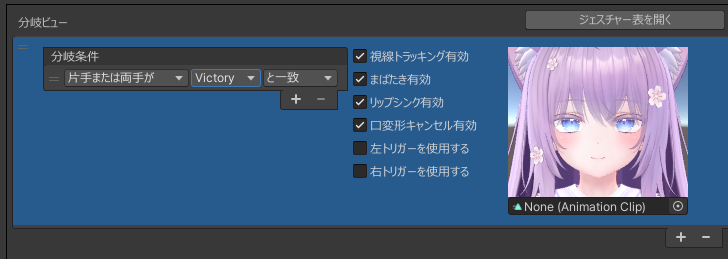 分岐ビュー
ジェスチャー表を開く
分岐条件
片手または両手が Victory と一致
視線トラッキング有効
まばたき有効
リップシンク有効
口変形キャンセル有効
左トリガーを使用する
右トリガーを使用する
None (Animation Clip)